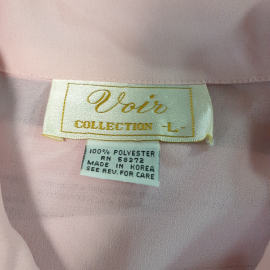 Voir
COLLECTION -L-
100% POLYESTER
RN 58272
MADE IN KOREA
SEE REV. FOR CARE